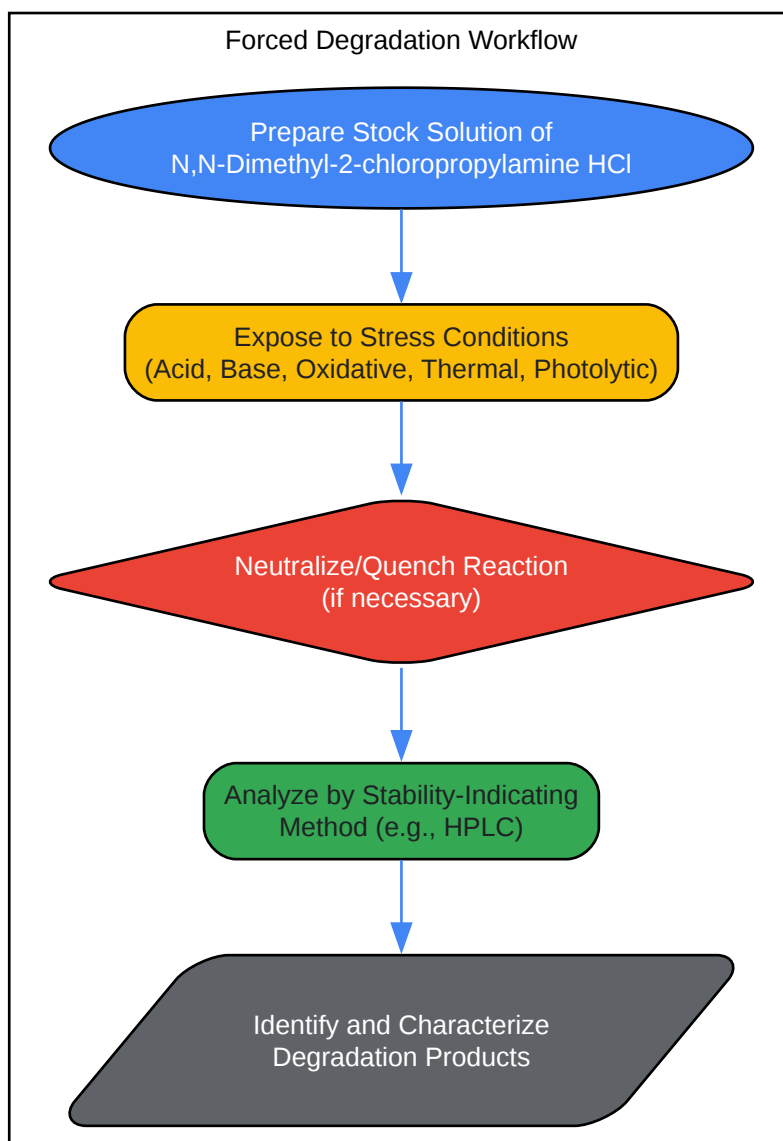 Forced Degradation Workflow
Prepare Stock Solution of
N,N-Dimethyl-2-chloropropylamine HCl
Expose to Stress Conditions
(Acid, Base, Oxidative, Thermal, Photolytic)
Neutralize/Quench Reaction
(if necessary)
Analyze by Stability-Indicating
Method (e.g., HPLC)
Identify and Characterize
Degradation Products